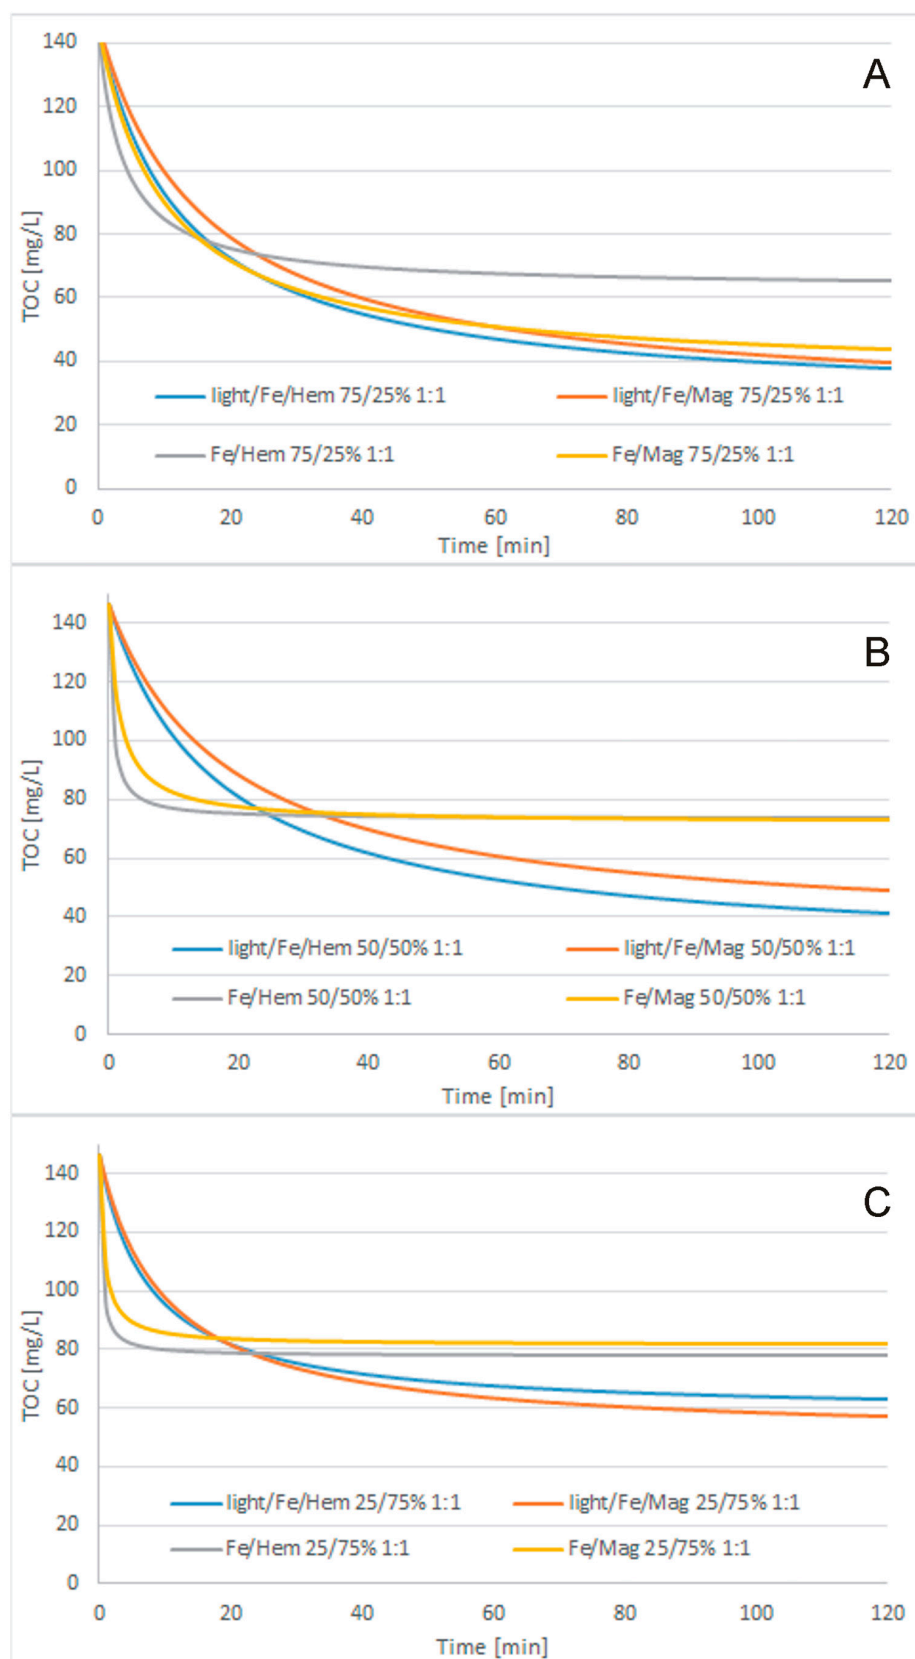 A
TOC [mg/L]
140
120
100
80
60
40
20
0
light/Fe/Hem 75/25% 1:1
light/Fe/Mag 75/25% 1:1
Fe/Hem 75/25% 1:1
Fe/Mag 75/25% 1:1
0 20 40 60 80 100 120
Time [min]
B
TOC [mg/L]
140
120
100
80
60
40
20
0
light/Fe/Hem 50/50% 1:1
light/Fe/Mag 50/50% 1:1
Fe/Hem 50/50% 1:1
Fe/Mag 50/50% 1:1
0 20 40 60 80 100 120
Time [min]
C
TOC [mg/L]
140
120
100
80
60
40
20
0
light/Fe/Hem 25/75% 1:1
light/Fe/Mag 25/75% 1:1
Fe/Hem 25/75% 1:1
Fe/Mag 25/75% 1:1
0 20 40 60 80 100 120
Time [min]